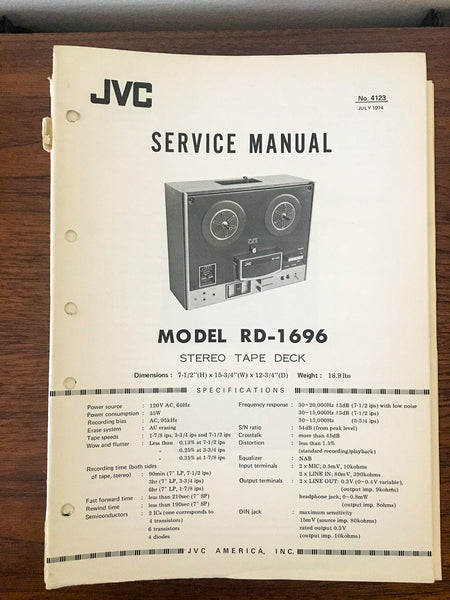 JVC
No. 4123
JULY 1974
SERVICE MANUAL
JVC
MODEL RD-1696
STEREO TAPE DECK
Dimensions : 7-1/2"(H) x 15-3/4"(W) x 12-3/4"(D) Weight : 18.9 lbs
SPECIFICATIONS
Power source : 120V AC, 60Hz
Power consumption : 35W
Recording bias : AC, 95kHz
Erase system : AC erasing
Tape speeds : 1-7/8 ips, 3-3/4 ips and 7-1/2 ips
Wow and flutter : Less than 0.13% at 7-1/2 ips
" 0.25% at 3-3/4 ips
" 0.35% at 1-7/8 ips
Recording time (both sides of tape, stereo) : 90min (7" LP, 7-1/2 ips)
3hr (7" LP, 3-3/4 ips)
6hr (7" LP, 1-7/8 ips)
Fast forward time : less than 210sec (7" SP)
Rewind time : less than 190sec (7" SP)
Semiconductors : 2 ICs (one corresponds to
4 transistors)
6 transistors
4 diodes
Frequency response : 30~20,000Hz ±3dB (7-1/2 ips) with low noise
30~15,000Hz ±3dB (7-1/2 ips)
30~13,000Hz (3-3/4 ips)
S/N ratio : 54dB (from peak level)
Crosstalk : more than 45dB
Distortion : less than 1.5%
(standard recording/playback)
Equalizer : NAB
Input terminals : 2 x MIC; 0.5mV, 10kohms
2 x LINE IN; 80mV, 390kohms
Output terminals : 2 x LINE OUT: 0.3V (0~0.4V variable),
(output imp. 9kohms)
headphone jack; 0~0.8mW
(output imp. 8ohms)
DIN jack : maximum sensitivity
15mV (source imp. 80kohms)
rated output 0.3V
(output imp. 10kohms)
JVC AMERICA, INC.